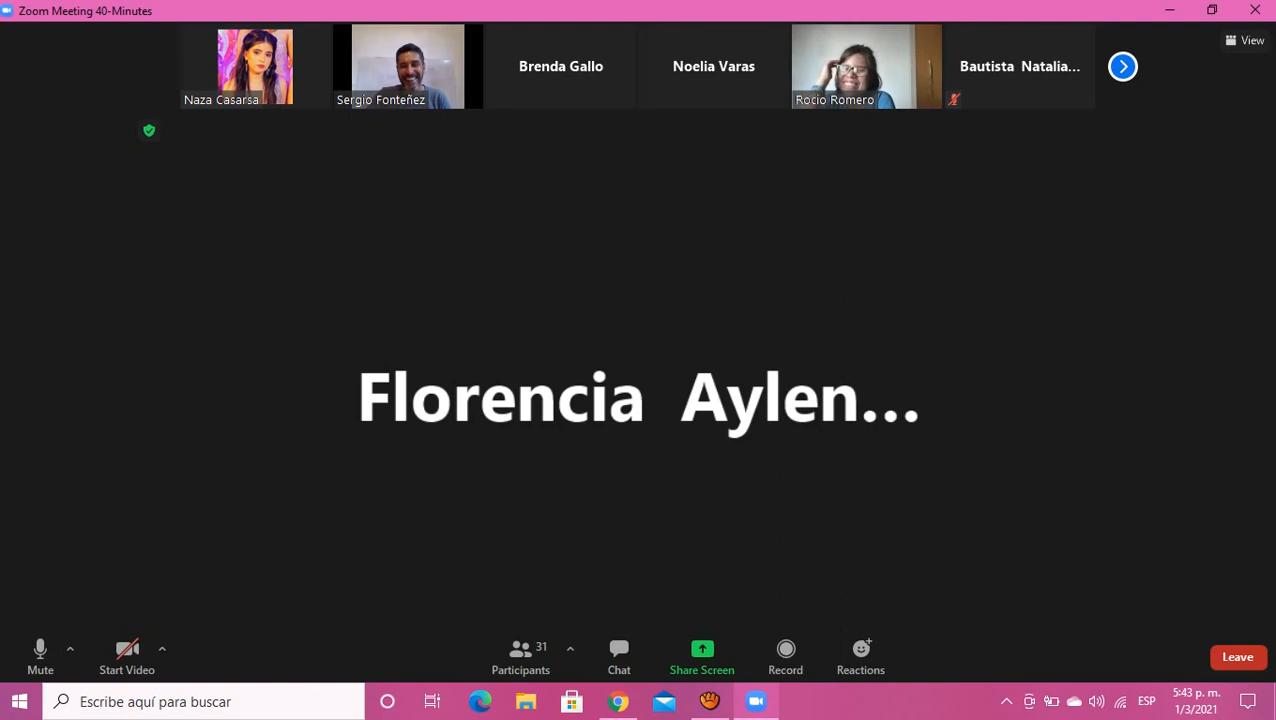 Zoom Meeting 40-Minutes
View
Naza Casarsa
Sergio Fonteñez
Brenda Gallo
Noelia Varas
Rocio Romero
Bautista Natalia...
Florencia Aylen...
Mute
Start Video
31
Participants
Chat
Share Screen
Record
Reactions
Leave
Escribe aquí para buscar
ESP
5:43 p. m.
1/3/2021